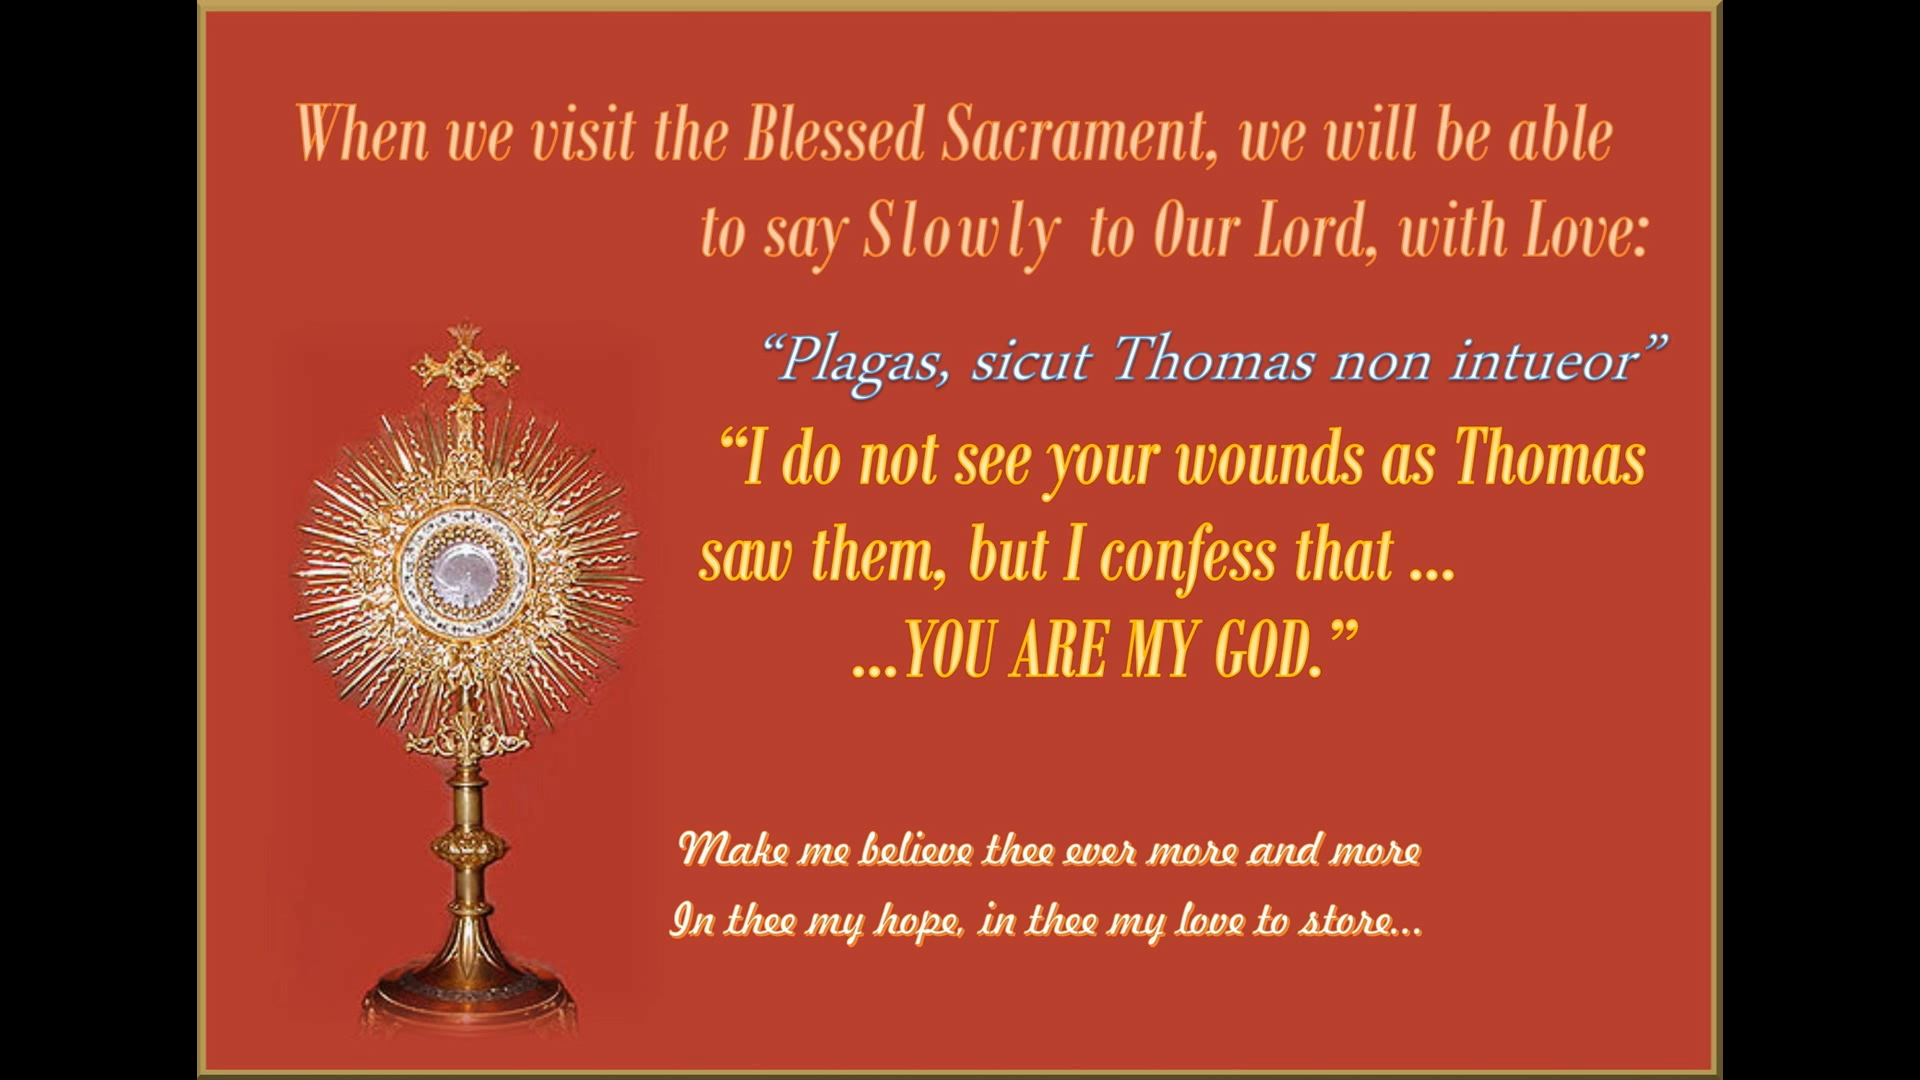 When we visit the Blessed Sacrament, we will be able
to say Slowly to Our Lord, with Love:
“Plagas, sicut Thomas non intueor”
“I do not see your wounds as Thomas
saw them, but I confess that ...
...YOU ARE MY GOD.”
Make me believe thee ever more and more
In thee my hope, in thee my love to store...